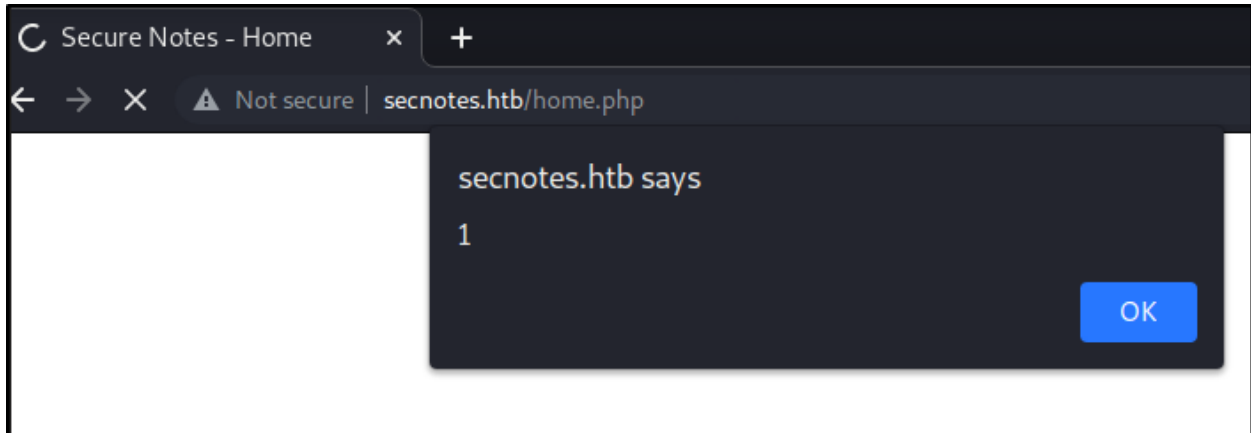 Secure Notes - Home
Not secure secnotes.htb/home.php
secnotes.htb says
1
OK